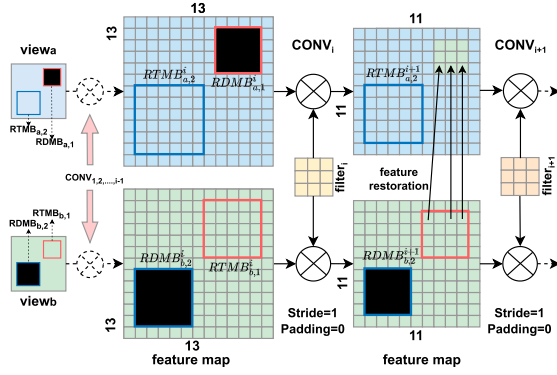 13
11
view_a
13
RTMB^i_{a,2}
RDMB^i_{a,1}
CONV_i
RTMB^{i+1}_{a,2}
CONV_{i+1}
RTMB_{a,2}
RDMB_{a,1}
11
CONV_{1,2,...,i-1}
filter_i
feature
restoration
filter_{i+1}
RTMB_{b,1}
RDMB_{b,2}
view_b
RDMB^i_{b,2}
RTMB^i_{b,1}
RDMB^{i+1}_{b,2}
13
11
13
11
Stride=1
Padding=0
Stride=1
Padding=0
feature map
feature map